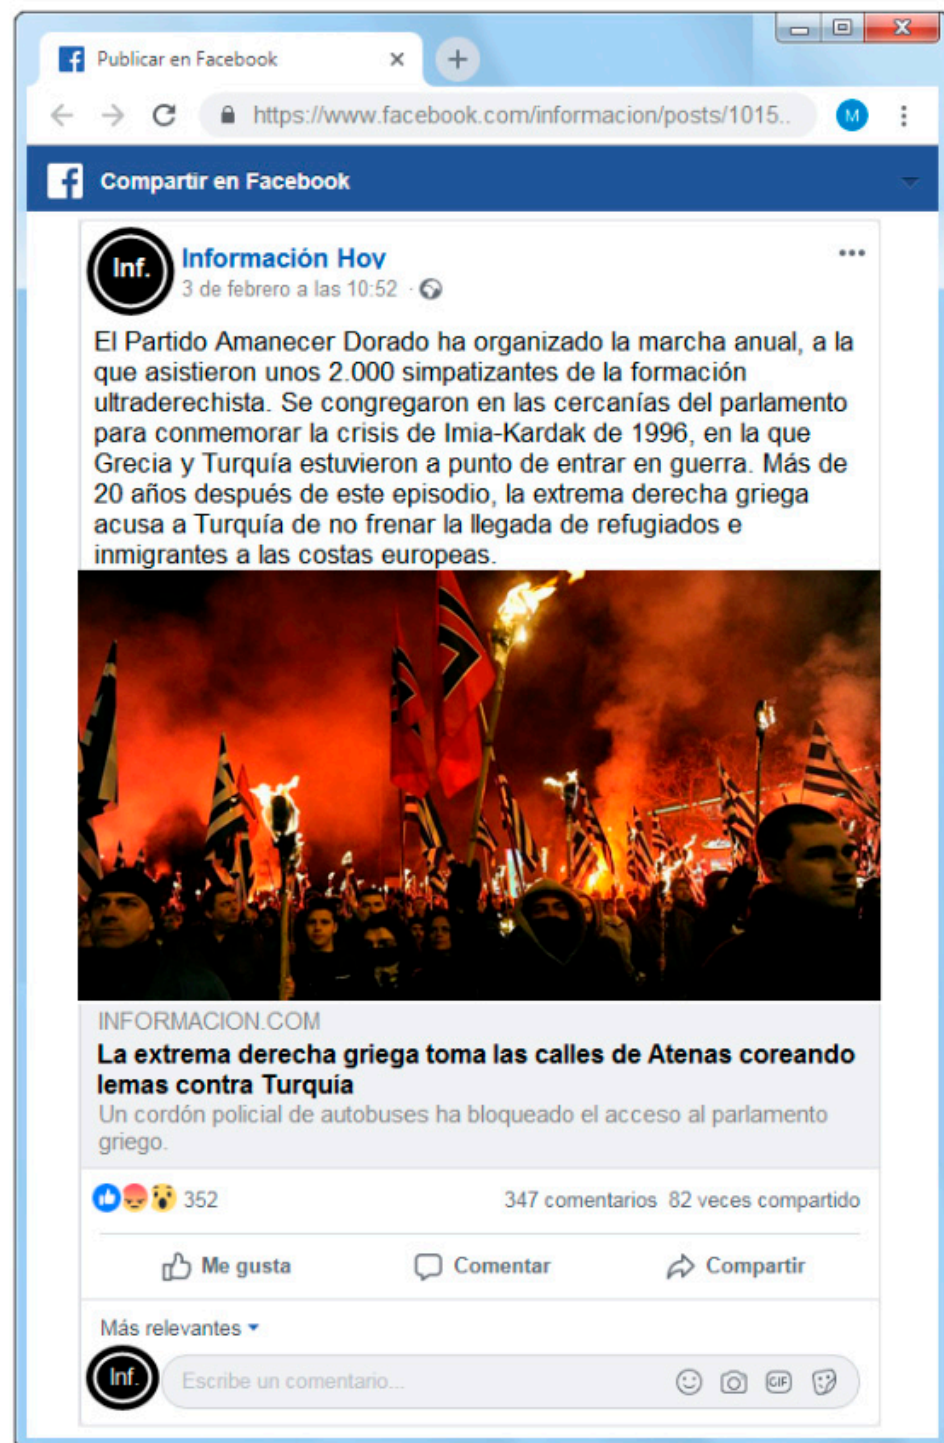 Publicar en Facebook
https://www.facebook.com/informacion/posts/1015..
M
Compartir en Facebook
Inf.
Información Hoy
3 de febrero a las 10:52 ·
El Partido Amanecer Dorado ha organizado la marcha anual, a la
que asistieron unos 2.000 simpatizantes de la formación
ultraderechista. Se congregaron en las cercanías del parlamento
para conmemorar la crisis de Imia-Kardak de 1996, en la que
Grecia y Turquía estuvieron a punto de entrar en guerra. Más de
20 años después de este episodio, la extrema derecha griega
acusa a Turquía de no frenar la llegada de refugiados e
inmigrantes a las costas europeas.
INFORMACION.COM
La extrema derecha griega toma las calles de Atenas coreando
lemas contra Turquía
Un cordón policial de autobuses ha bloqueado el acceso al parlamento
griego.
352 347 comentarios 82 veces compartido
Me gusta Comentar Compartir
Más relevantes
Inf.
Escribe un comentario...
GIF